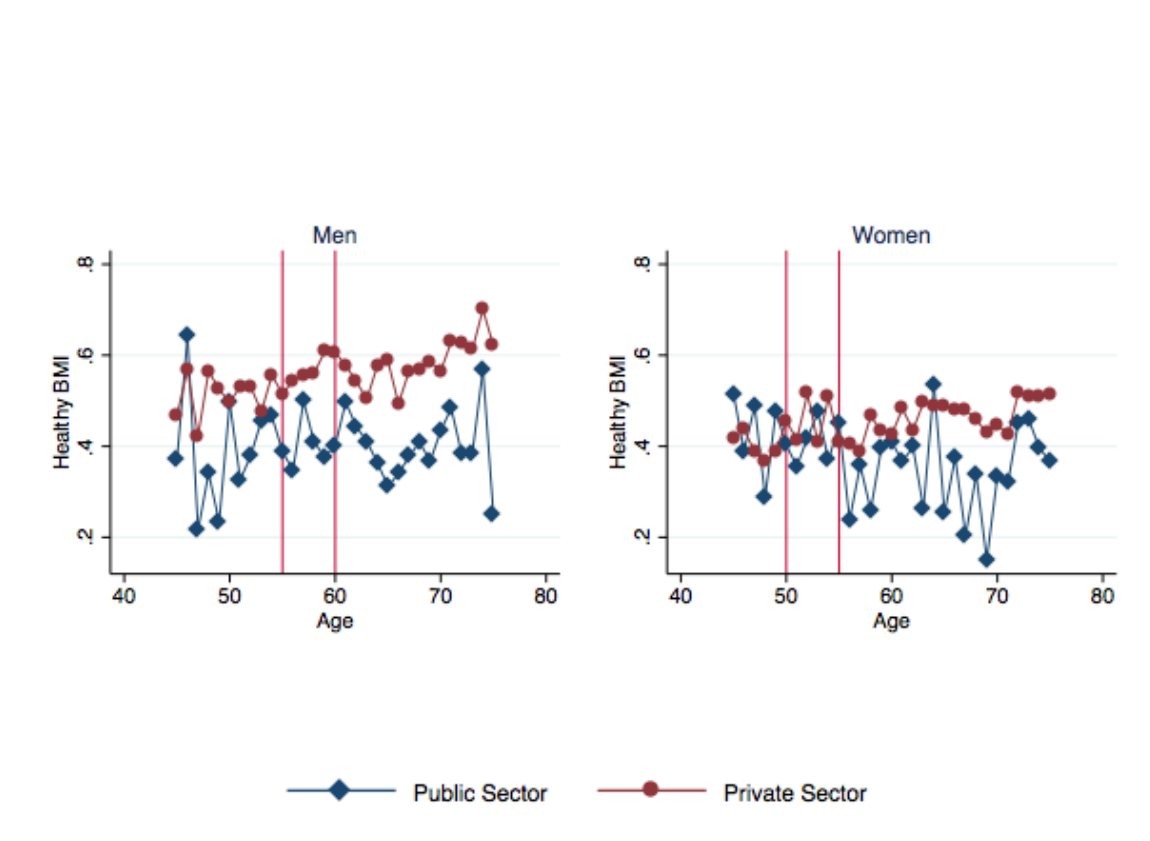 Men
Healthy BMI
.8
.6
.4
.2
40 50 60 70 80
Age
Women
Healthy BMI
.8
.6
.4
.2
40 50 60 70 80
Age
Public Sector Private Sector